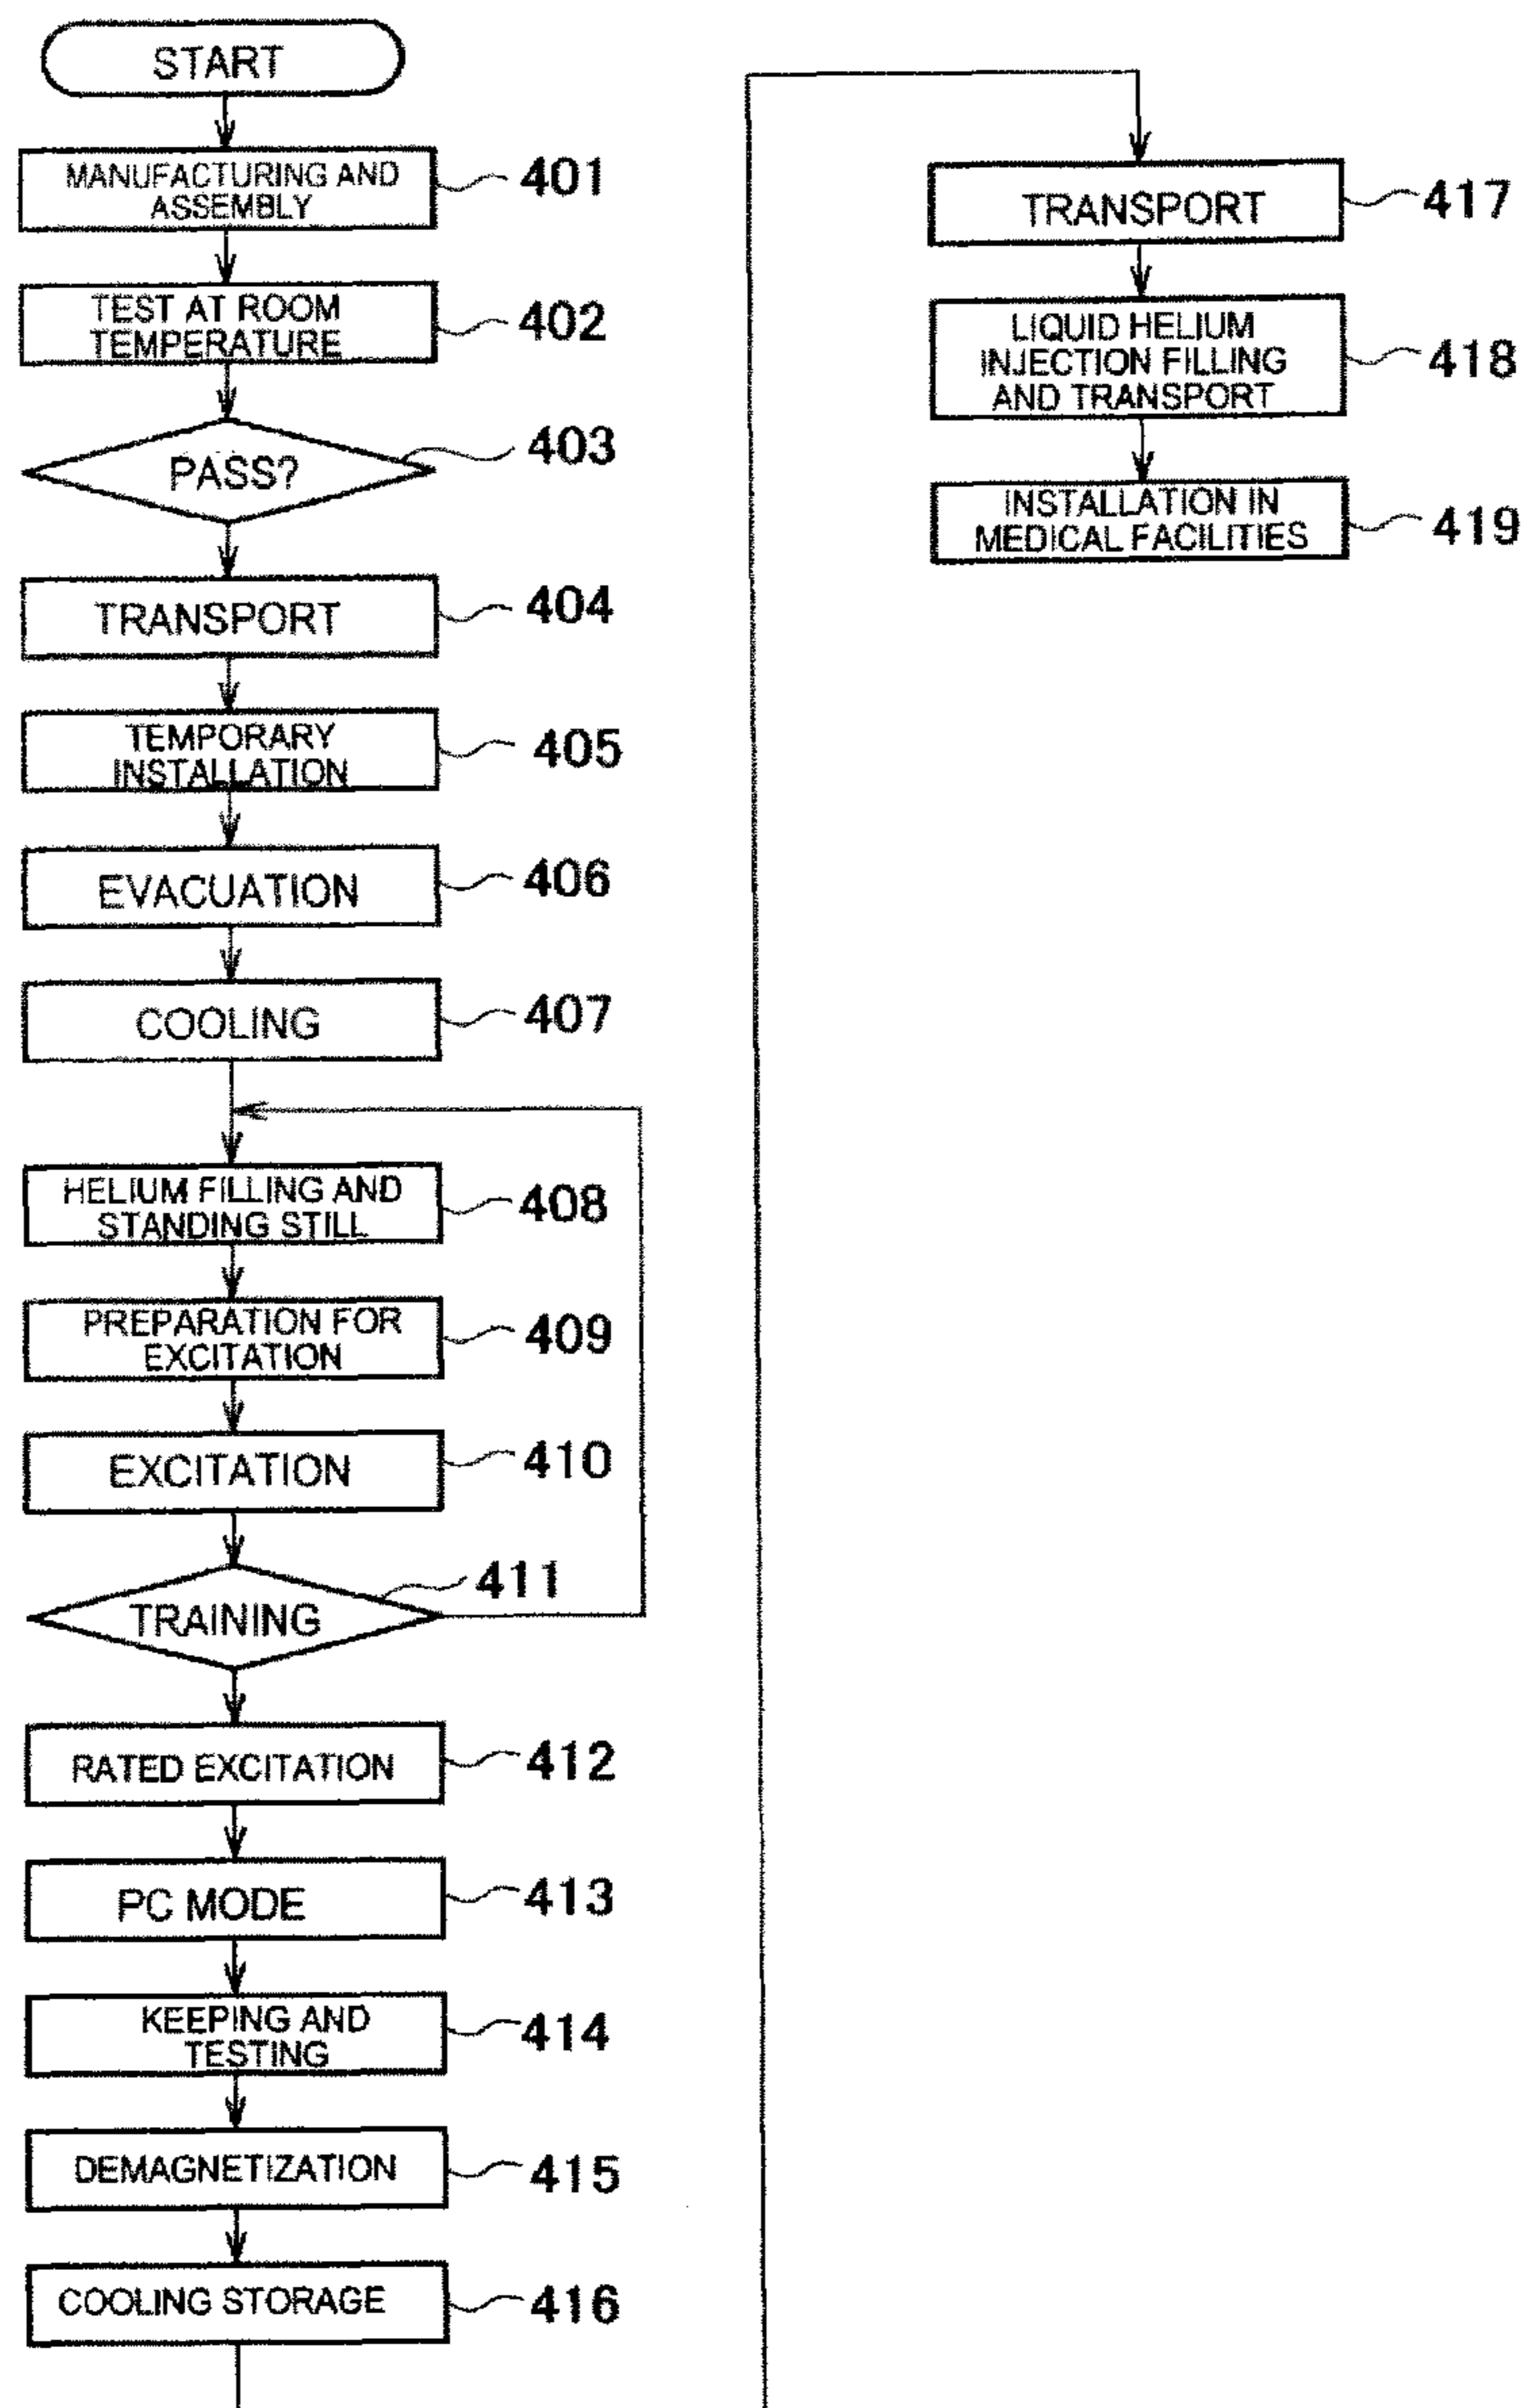 START
MANUFACTURING AND
ASSEMBLY
401
TEST AT ROOM
TEMPERATURE
402
PASS?
403
TRANSPORT
404
TEMPORARY
INSTALLATION
405
EVACUATION
406
COOLING
407
HELIUM FILLING AND
STANDING STILL
408
PREPARATION FOR
EXCITATION
409
EXCITATION
410
TRAINING
411
RATED EXCITATION
412
PC MODE
413
KEEPING AND
TESTING
414
DEMAGNETIZATION
415
COOLING STORAGE
416
TRANSPORT
417
LIQUID HELIUM
INJECTION FILLING
AND TRANSPORT
418
INSTALLATION IN
MEDICAL FACILITIES
419